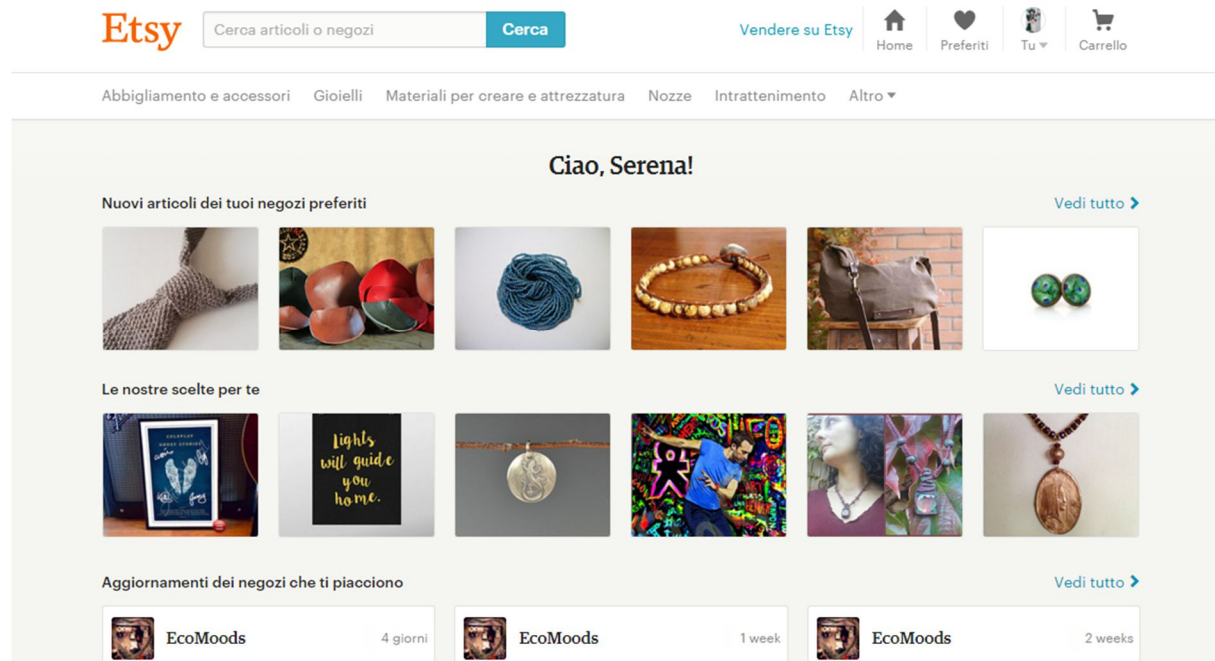 Etsy
Cerca articoli o negozi
Cerca
Vendere su Etsy
Home
Preferiti
Tu
Carrello
Abbigliamento e accessori Gioielli Materiali per creare e attrezzatura Nozze Intrattenimento Altro
Ciao, Serena!
Nuovi articoli dei tuoi negozi preferiti
Vedi tutto
Le nostre scelte per te
Vedi tutto
COLDPLAY
GHOST STORIES
lights
will guide
you
home.
Aggiornamenti dei negozi che ti piacciono
Vedi tutto
EcoMoods
4 giorni
EcoMoods
1 week
EcoMoods
2 weeks